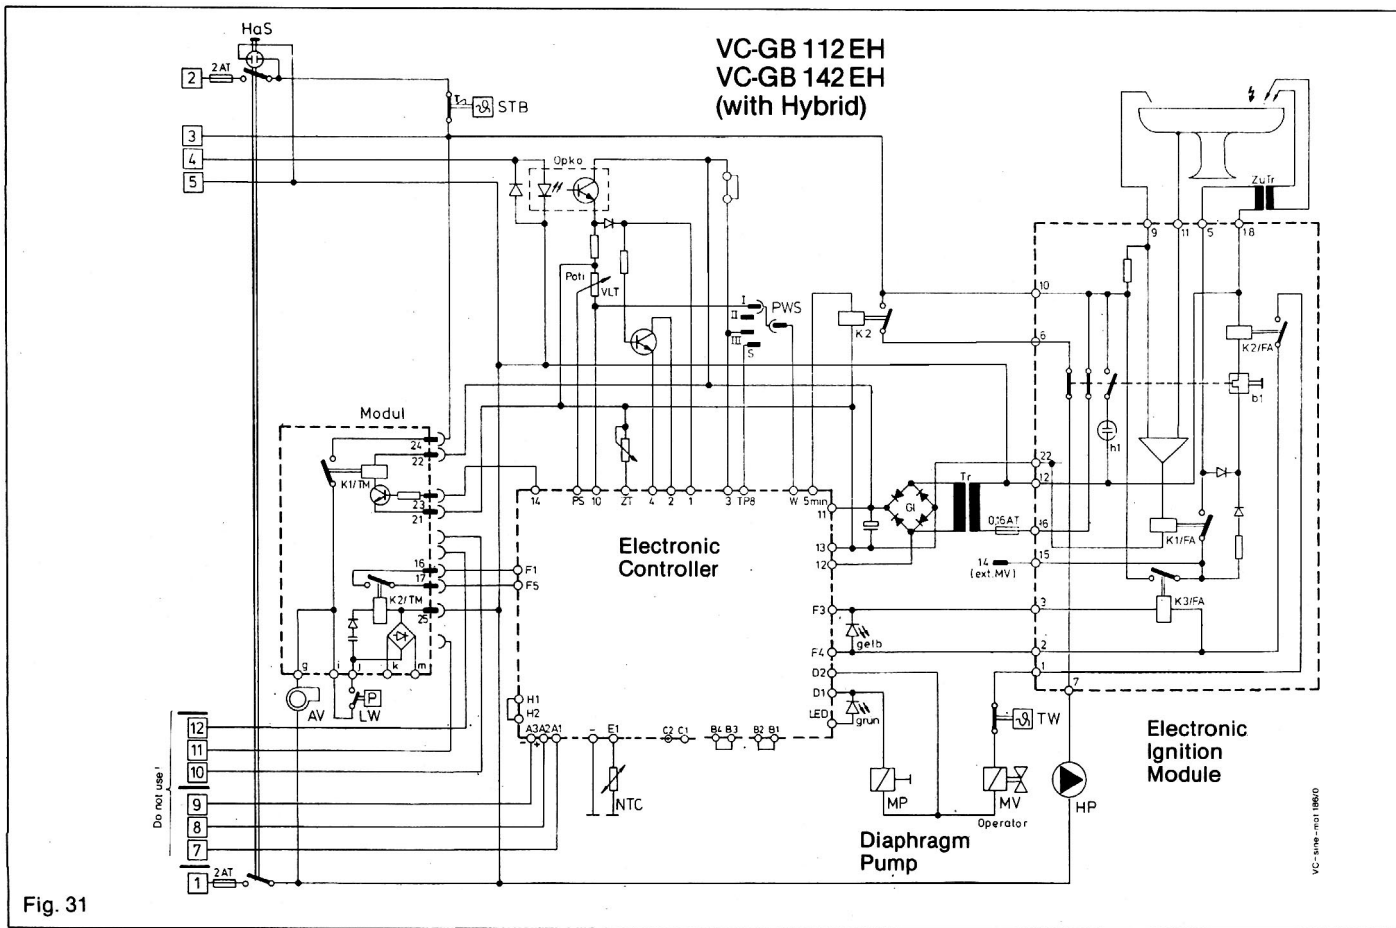 HaS
VC-GB 112 EH
VC-GB 142 EH
(with Hybrid)
2
2AT
STB
3
4
5
Opko
Poti
VLT
I
II
III
S
PWS
K2
ZuTr
9
11
5
18
10
6
K2/FA
b1
h1
22
12
K1/FA
46
15
14
(ext.MV)
K3/FA
3
2
1
7
Modul
24
22
K1/TM
23
21
16
17
K2/TM
25
g
i
j
k
m
AV
LW
P
14
PS
10
ZT
4
2
1
3
TP8
W
5min
11
13
12
Gl
Tr
0,16AT
Electronic
Controller
F1
F5
F3
F4
D2
D1
LED
gelb
grün
H1
H2
A3
A2
A1
-
+
-
E1
C2
C1
B4
B3
B2
B1
NTC
MP
TW
MV
Operator
HP
Electronic
Ignition
Module
Diaphragm
Pump
12
11
10
9
8
7
Do not use !
1
2AT
Fig. 31
VC-sine-mot 186/0